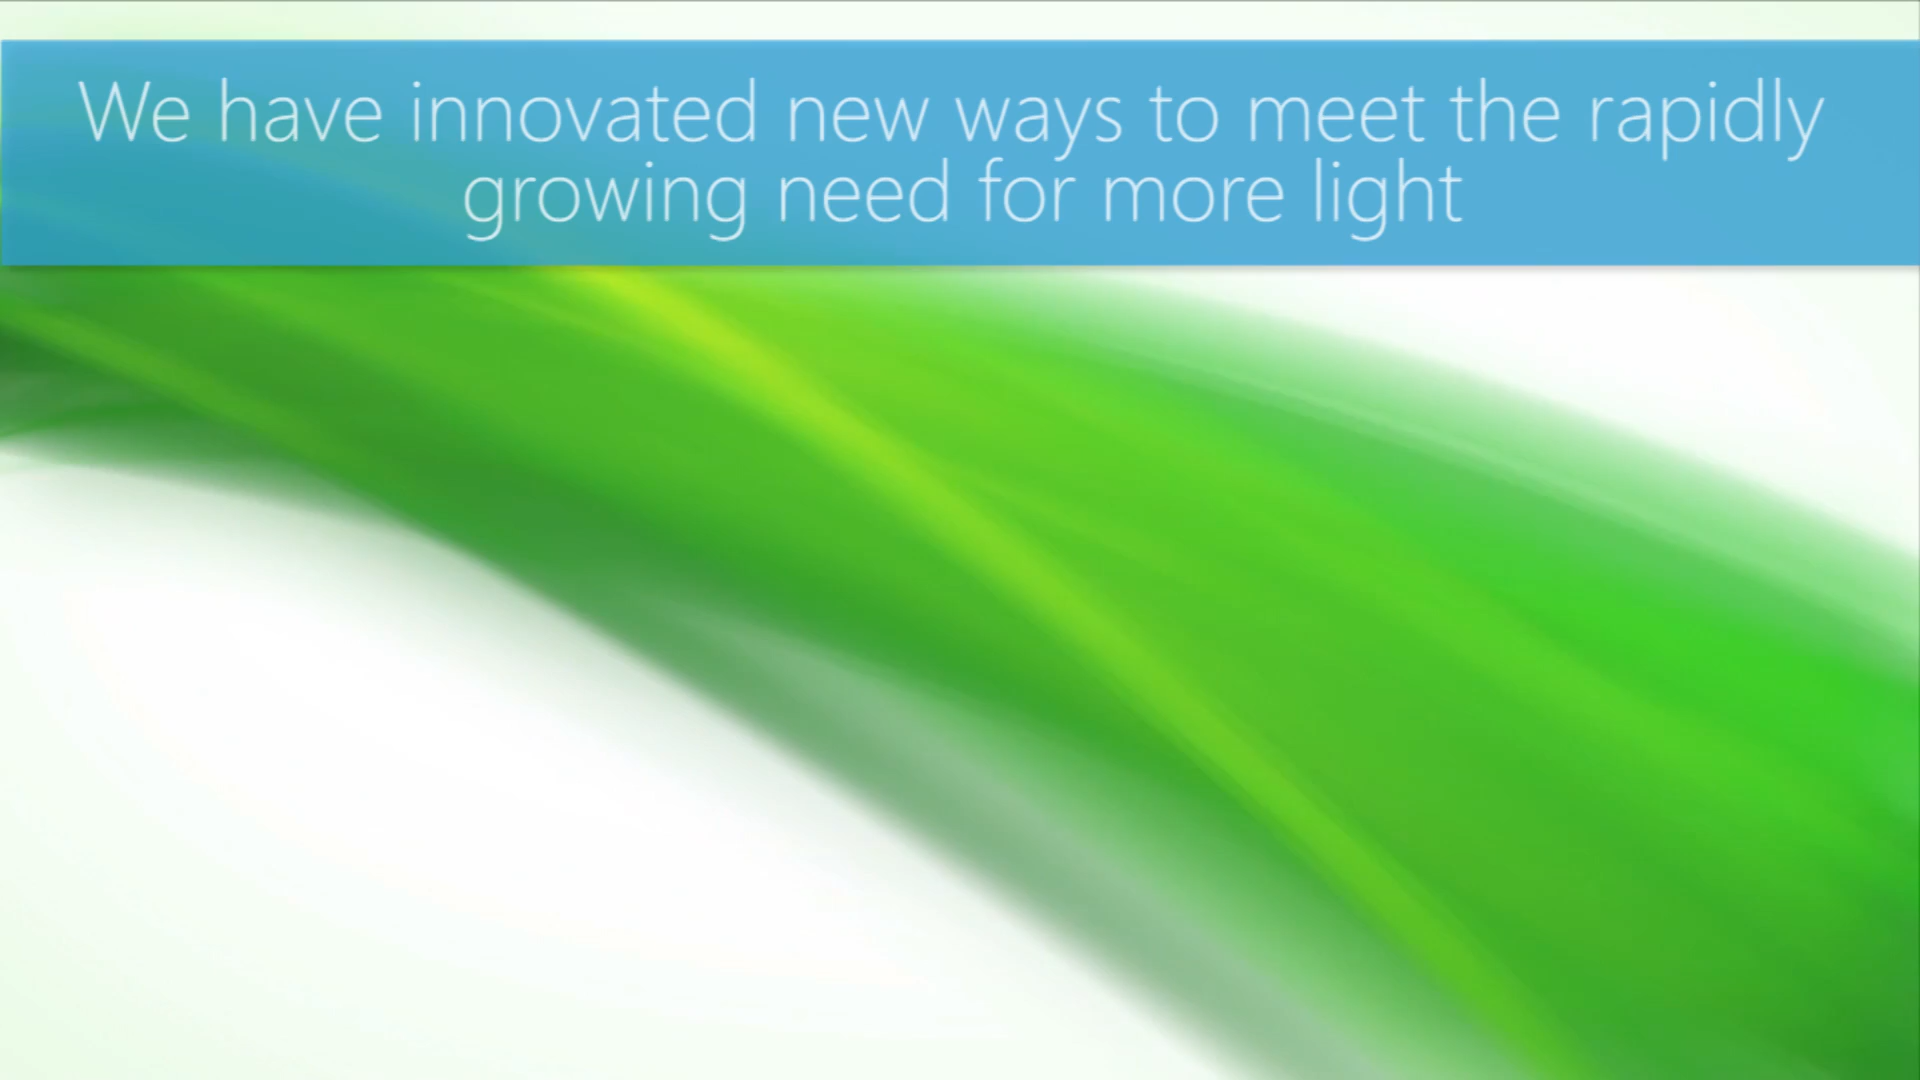 We have innovated new ways to meet the rapidly
growing need for more light